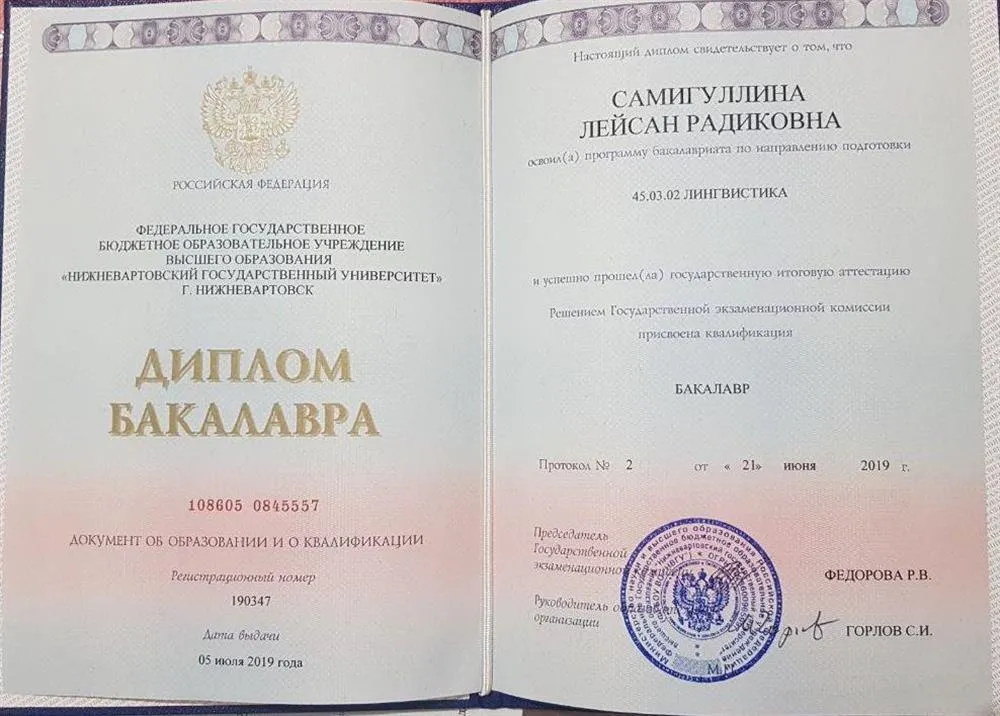 РОССИЙСКАЯ ФЕДЕРАЦИЯ
ФЕДЕРАЛЬНОЕ ГОСУДАРСТВЕННОЕ
БЮДЖЕТНОЕ ОБРАЗОВАТЕЛЬНОЕ УЧРЕЖДЕНИЕ
ВЫСШЕГО ОБРАЗОВАНИЯ
«НИЖНЕВАРТОВСКИЙ ГОСУДАРСТВЕННЫЙ УНИВЕРСИТЕТ»
Г. НИЖНЕВАРТОВСК
ДИПЛОМ
БАКАЛАВРА
108605 0845557
ДОКУМЕНТ ОБ ОБРАЗОВАНИИ И О КВАЛИФИКАЦИИ
Регистрационный номер
190347
Дата выдачи
05 июля 2019 года
Настоящий диплом свидетельствует о том, что
САМИГУЛЛИНА
ЛЕЙСАН РАДИКОВНА
освоил(а) программу бакалавриата по направлению подготовки
45.03.02 ЛИНГВИСТИКА
и успешно прошел(ла) государственную итоговую аттестацию
Решением Государственной экзаменационной комиссии
присвоена квалификация
БАКАЛАВР
Протокол № 2 от « 21» июня 2019 г.
Председатель
Государственной
экзаменационной
ФЕДОРОВА Р.В.
Руководитель
организации
ГОРЛОВ С.И.
М.П.